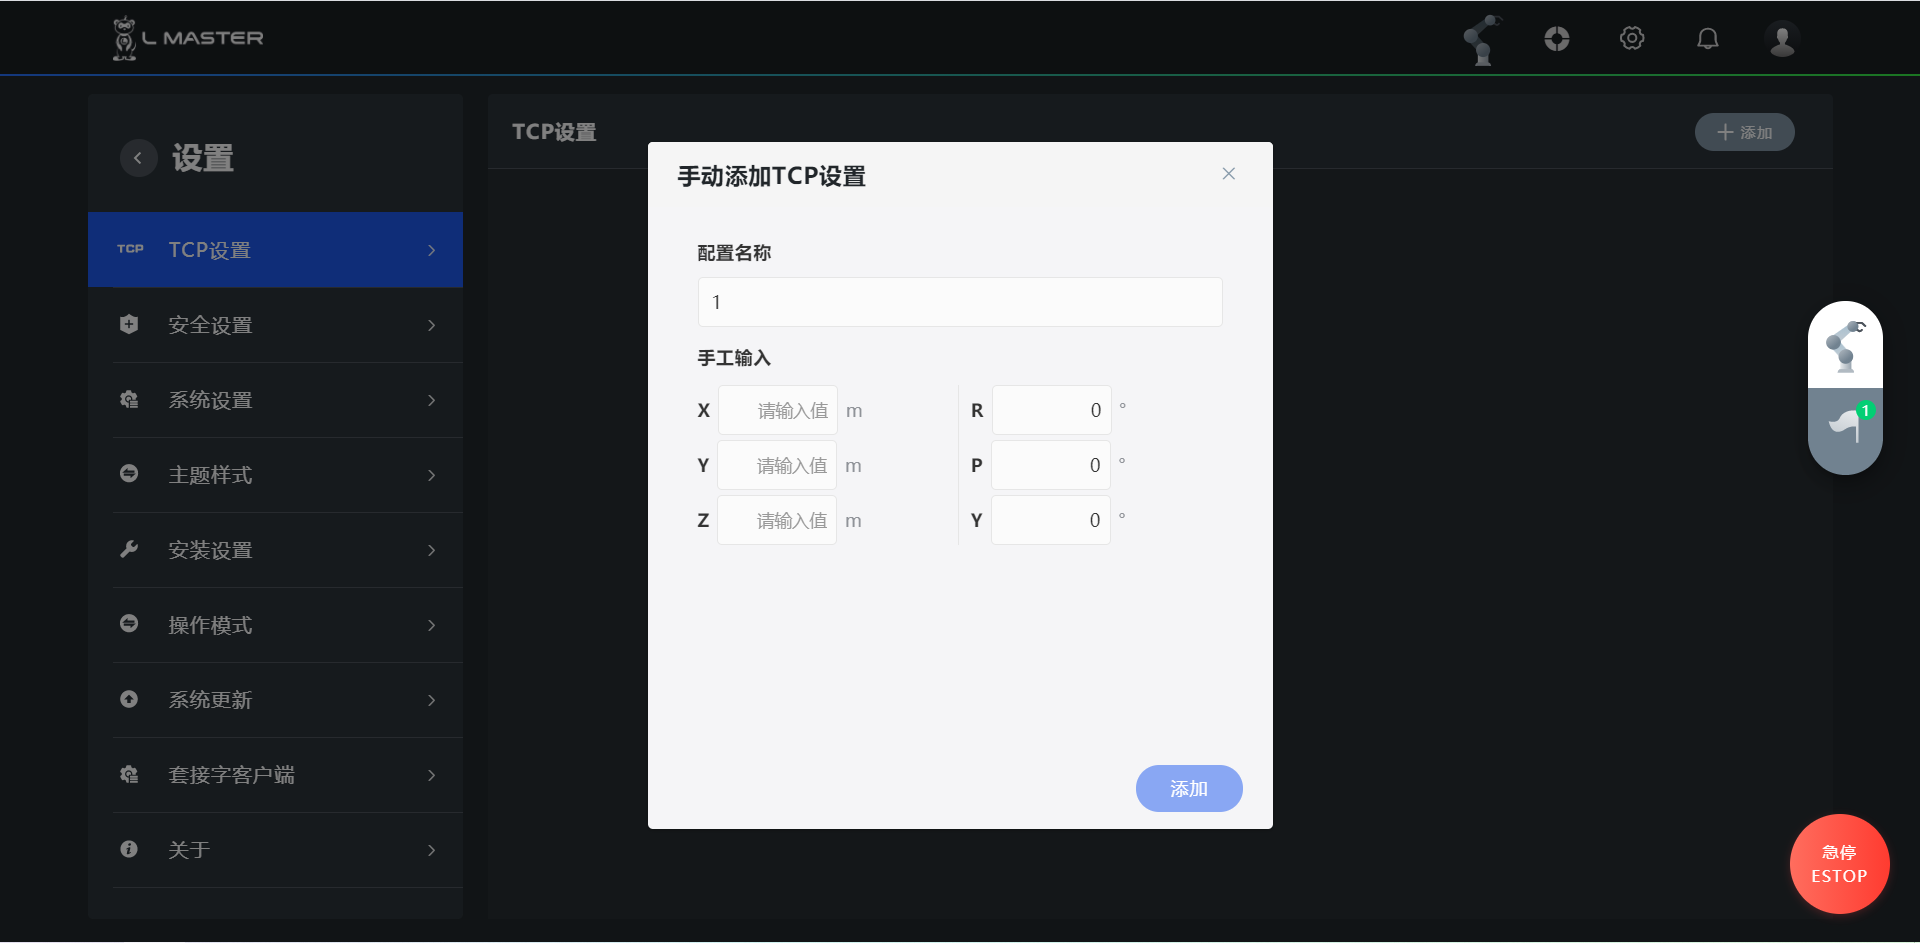 L MASTER
设置
TCP TCP设置
安全设置
系统设置
主题样式
安装设置
操作模式
系统更新
套接字客户端
关于
TCP设置
添加
手动添加TCP设置
配置名称
1
手工输入
X 请输入值 m R 0 °
Y 请输入值 m P 0 °
Z 请输入值 m Y 0 °
添加
1
急停
ESTOP